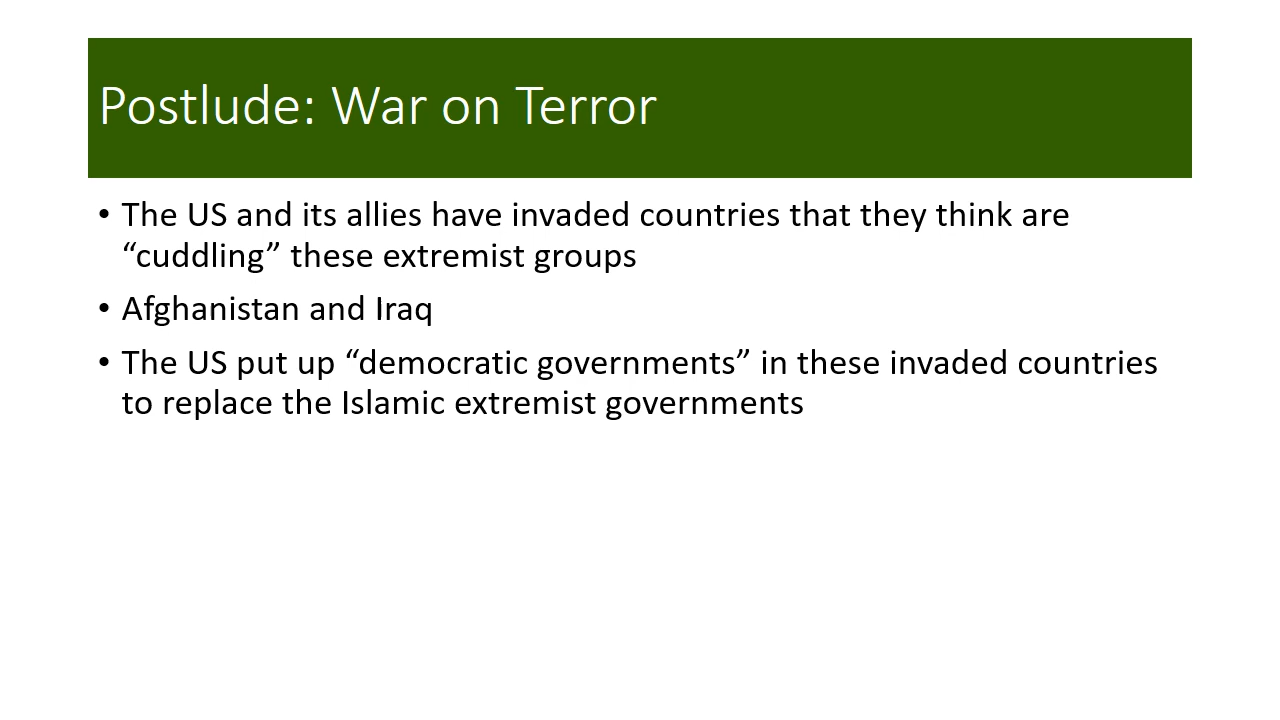 Postlude: War on Terror
• The US and its allies have invaded countries that they think are
“cuddling” these extremist groups
• Afghanistan and Iraq
• The US put up “democratic governments” in these invaded countries
to replace the Islamic extremist governments